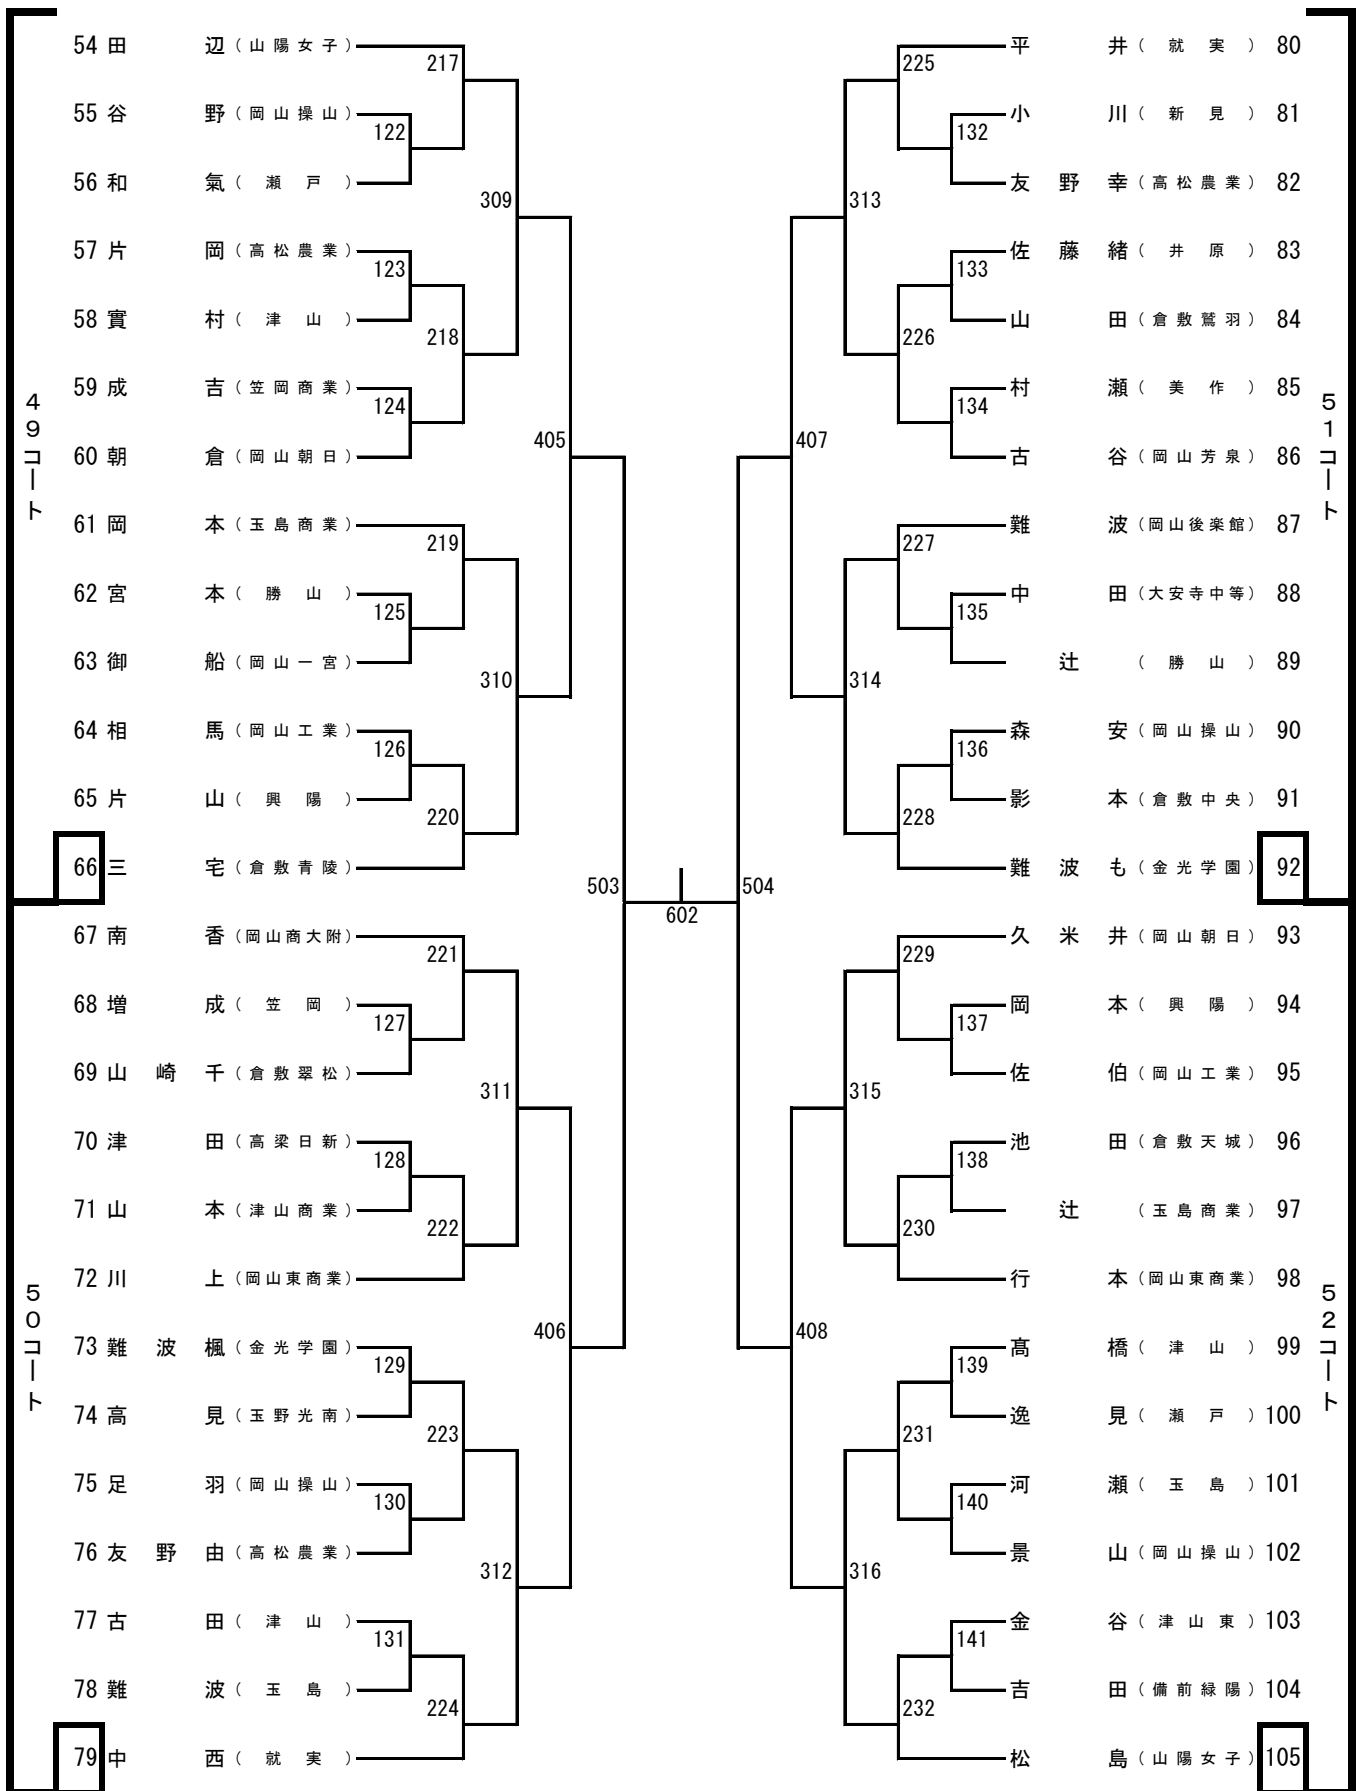 54 田辺（山陽女子）
217
55 谷野（岡山操山）
122
56 和氣（瀬戸）
309
57 片岡（高松農業）
123
58 實村（津山）
218
59 成吉（笠岡商業）
124
60 朝倉（岡山朝日）
405
61 岡本（玉島商業）
219
62 宮本（勝山）
125
63 御船（岡山一宮）
310
64 相馬（岡山工業）
126
65 片山（興陽）
220
66 三宅（倉敷青陵）
49コート
503
67 南香（岡山商大附）
221
68 増成（笠岡）
127
69 山崎千（倉敷翠松）
311
70 津田（高梁日新）
128
71 山本（津山商業）
222
72 川上（岡山東商業）
406
73 難波楓（金光学園）
129
74 高見（玉野光南）
223
75 足羽（岡山操山）
130
76 友野由（高松農業）
312
77 古田（津山）
131
78 難波（玉島）
224
79 中西（就実）
50コート
602
平井（就実） 80
225
小川（新見） 81
132
友野幸（高松農業） 82
313
佐藤緒（井原） 83
133
山田（倉敷鷲羽） 84
226
村瀬（美作） 85
134
古谷（岡山芳泉） 86
407
難波（岡山後楽館） 87
227
中田（大安寺中等） 88
135
辻（勝山） 89
314
森安（岡山操山） 90
136
影本（倉敷中央） 91
228
難波も（金光学園） 92
51コート
504
久米井（岡山朝日） 93
229
岡本（興陽） 94
137
佐伯（岡山工業） 95
315
池田（倉敷天城） 96
138
辻（玉島商業） 97
230
行本（岡山東商業） 98
408
髙橋（津山） 99
139
逸見（瀬戸） 100
231
河瀬（玉島） 101
140
景山（岡山操山） 102
316
金谷（津山東） 103
141
吉田（備前緑陽） 104
232
松島（山陽女子） 105
52コート